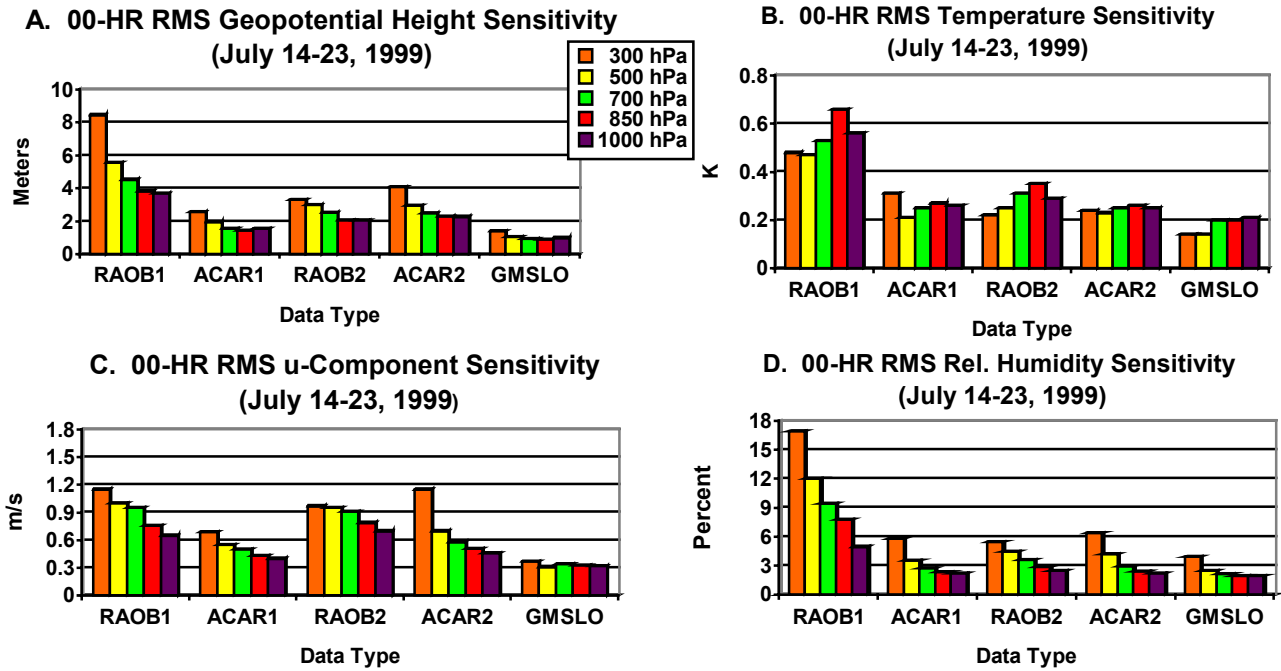 A. 00-HR RMS Geopotential Height Sensitivity
(July 14-23, 1999)
300 hPa
500 hPa
700 hPa
850 hPa
1000 hPa
Meters
10
8
6
4
2
0
RAOB1 ACAR1 RAOB2 ACAR2 GMSLO
Data Type
B. 00-HR RMS Temperature Sensitivity
(July 14-23, 1999)
K
0.8
0.6
0.4
0.2
0
RAOB1 ACAR1 RAOB2 ACAR2 GMSLO
Data Type
C. 00-HR RMS u-Component Sensitivity
(July 14-23, 1999)
m/s
1.8
1.5
1.2
0.9
0.6
0.3
0
RAOB1 ACAR1 RAOB2 ACAR2 GMSLO
Data Type
D. 00-HR RMS Rel. Humidity Sensitivity
(July 14-23, 1999)
Percent
18
15
12
9
6
3
0
RAOB1 ACAR1 RAOB2 ACAR2 GMSLO
Data Type